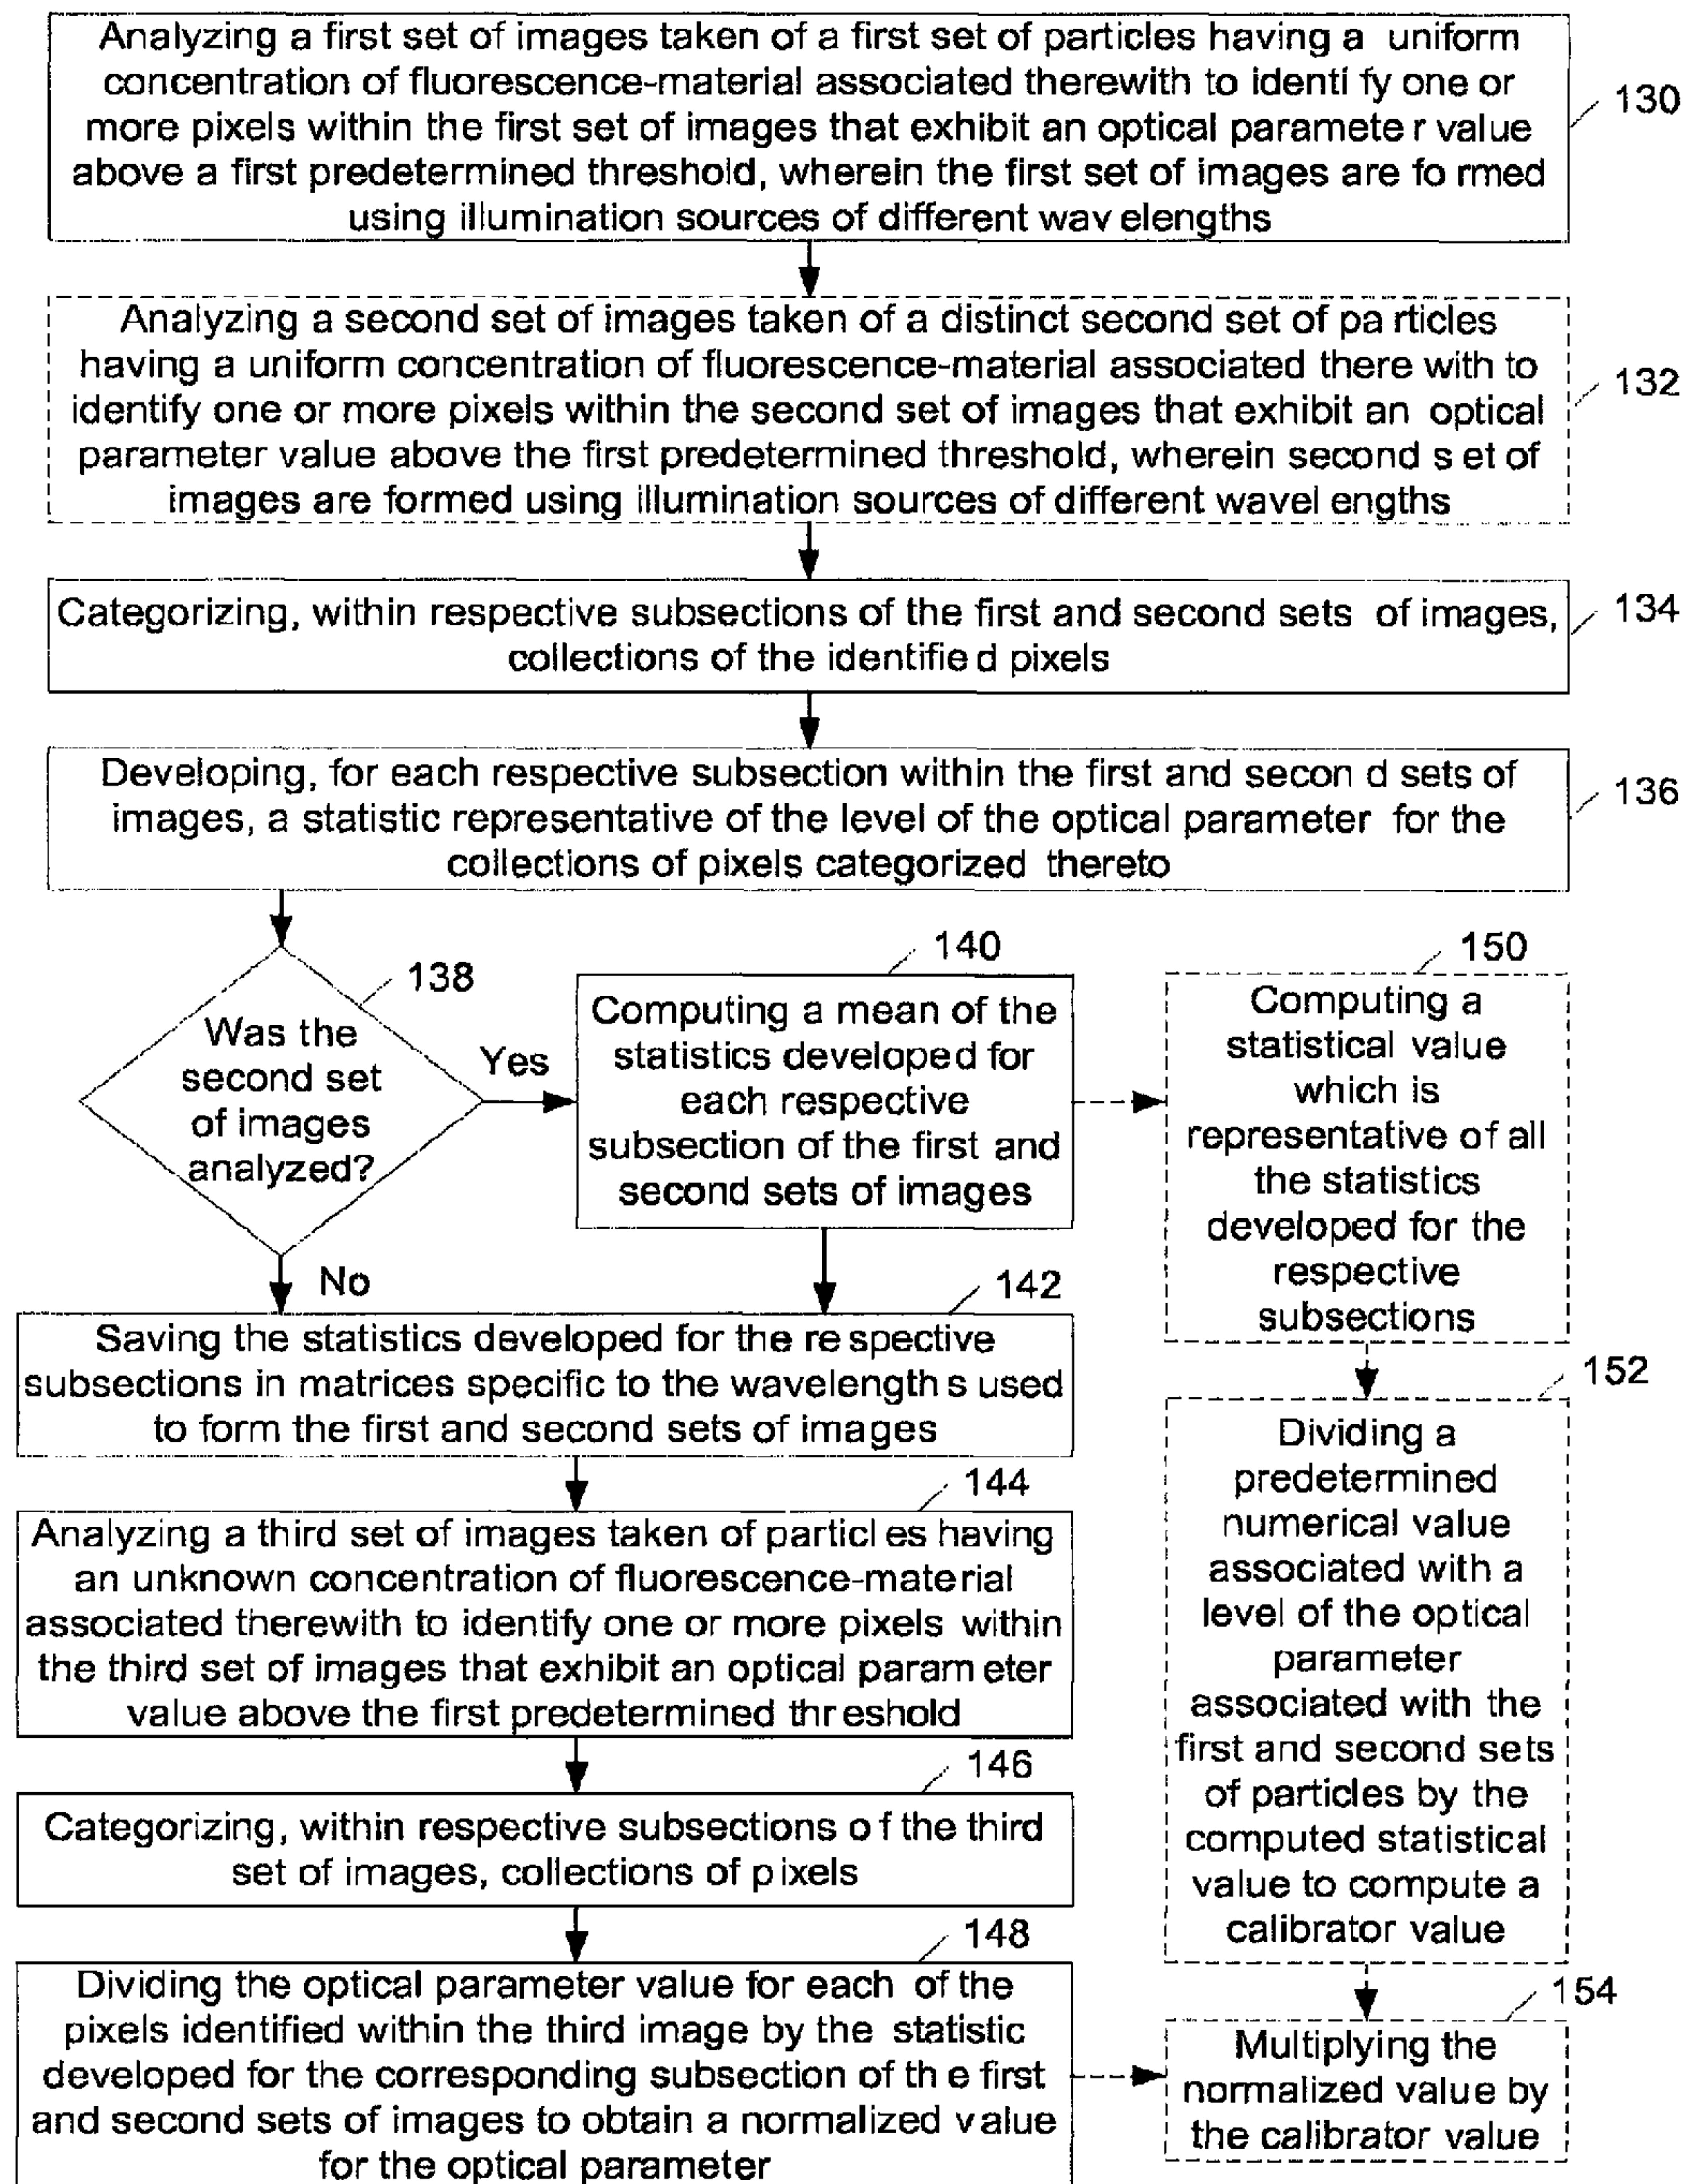 Analyzing a first set of images taken of a first set of particles having a uniform
concentration of fluorescence-material associated therewith to identi fy one or
more pixels within the first set of images that exhibit an optical paramete r value
above a first predetermined threshold, wherein the first set of images are fo rmed
using illumination sources of different wav elengths
130
Analyzing a second set of images taken of a distinct second set of pa rticles
having a uniform concentration of fluorescence-material associated there with to
identify one or more pixels within the second set of images that exhibit an optical
parameter value above the first predetermined threshold, wherein second s et of
images are formed using illumination sources of different wavel engths
132
Categorizing, within respective subsections of the first and second sets of images,
collections of the identifie d pixels
134
Developing, for each respective subsection within the first and secon d sets of
images, a statistic representative of the level of the optical parameter for the
collections of pixels categorized thereto
136
138
Was the
second set
of images
analyzed?
Yes
No
140
Computing a mean of the
statistics developed for
each respective
subsection of the first and
second sets of images
150
Computing a
statistical value
which is
representative of all
the statistics
developed for the
respective
subsections
142
Saving the statistics developed for the re spective
subsections in matrices specific to the wavelength s used
to form the first and second sets of images
152
Dividing a
predetermined
numerical value
associated with a
level of the optical
parameter
associated with the
first and second sets
of particles by the
computed statistical
value to compute a
calibrator value
144
Analyzing a third set of images taken of particl es having
an unknown concentration of fluorescence-material
associated therewith to identify one or more pixels within
the third set of images that exhibit an optical param eter
value above the first predetermined thr eshold
146
Categorizing, within respective subsections o f the third
set of images, collections of pixels
148
Dividing the optical parameter value for each of the
pixels identified within the third image by the statistic
developed for the corresponding subsection of th e first
and second sets of images to obtain a normalized value
for the optical parameter
154
Multiplying the
normalized value by
the calibrator value